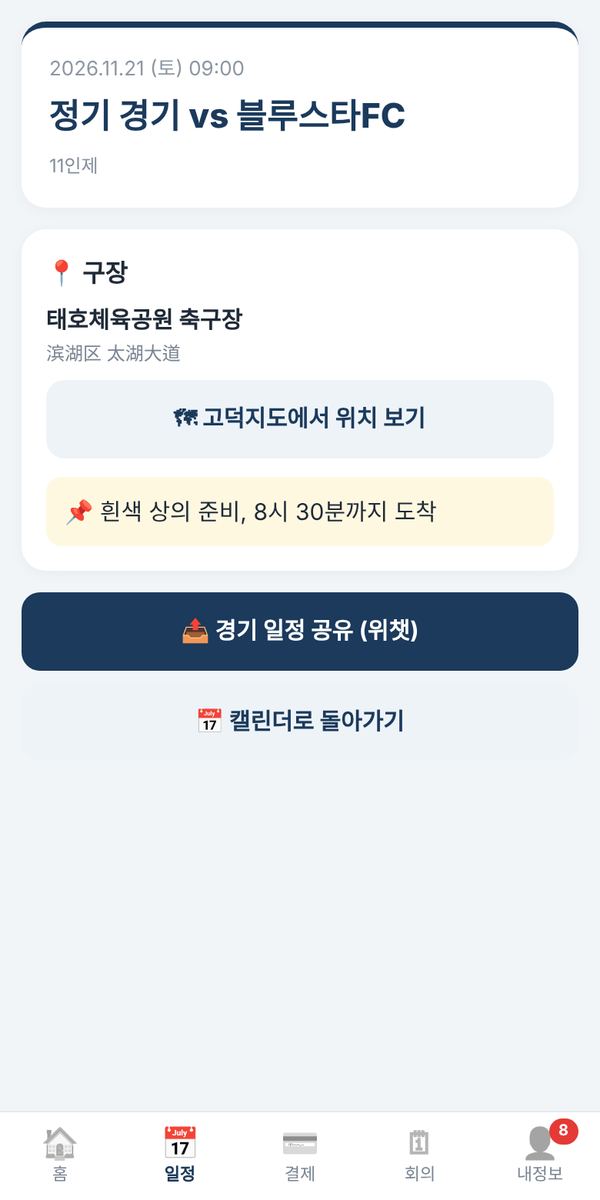 2026.11.21 (토) 09:00
정기 경기 vs 블루스타FC
11인제
📍 구장
태호체육공원 축구장
滨湖区 太湖大道
🗺 고덕지도에서 위치 보기
📌 흰색 상의 준비, 8시 30분까지 도착
📤 경기 일정 공유 (위챗)
📅 캘린더로 돌아가기
8
홈
일정
결제
회의
내정보